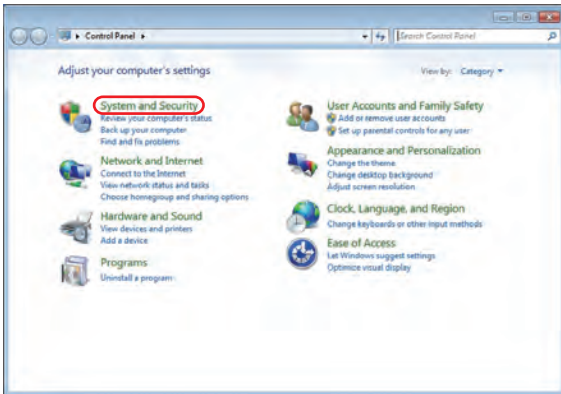 Control Panel
Search Control Panel
Adjust your computer's settings
View by: Category
System and Security
Review your computer's status
Back up your computer
Find and fix problems
Network and Internet
Connect to the Internet
View network status and tasks
Choose homegroup and sharing options
Hardware and Sound
View devices and printers
Add a device
Programs
Uninstall a program
User Accounts and Family Safety
Add or remove user accounts
Set up parental controls for any user
Appearance and Personalization
Change the theme
Change desktop background
Adjust screen resolution
Clock, Language, and Region
Change keyboards or other input methods
Ease of Access
Let Windows suggest settings
Optimize visual display